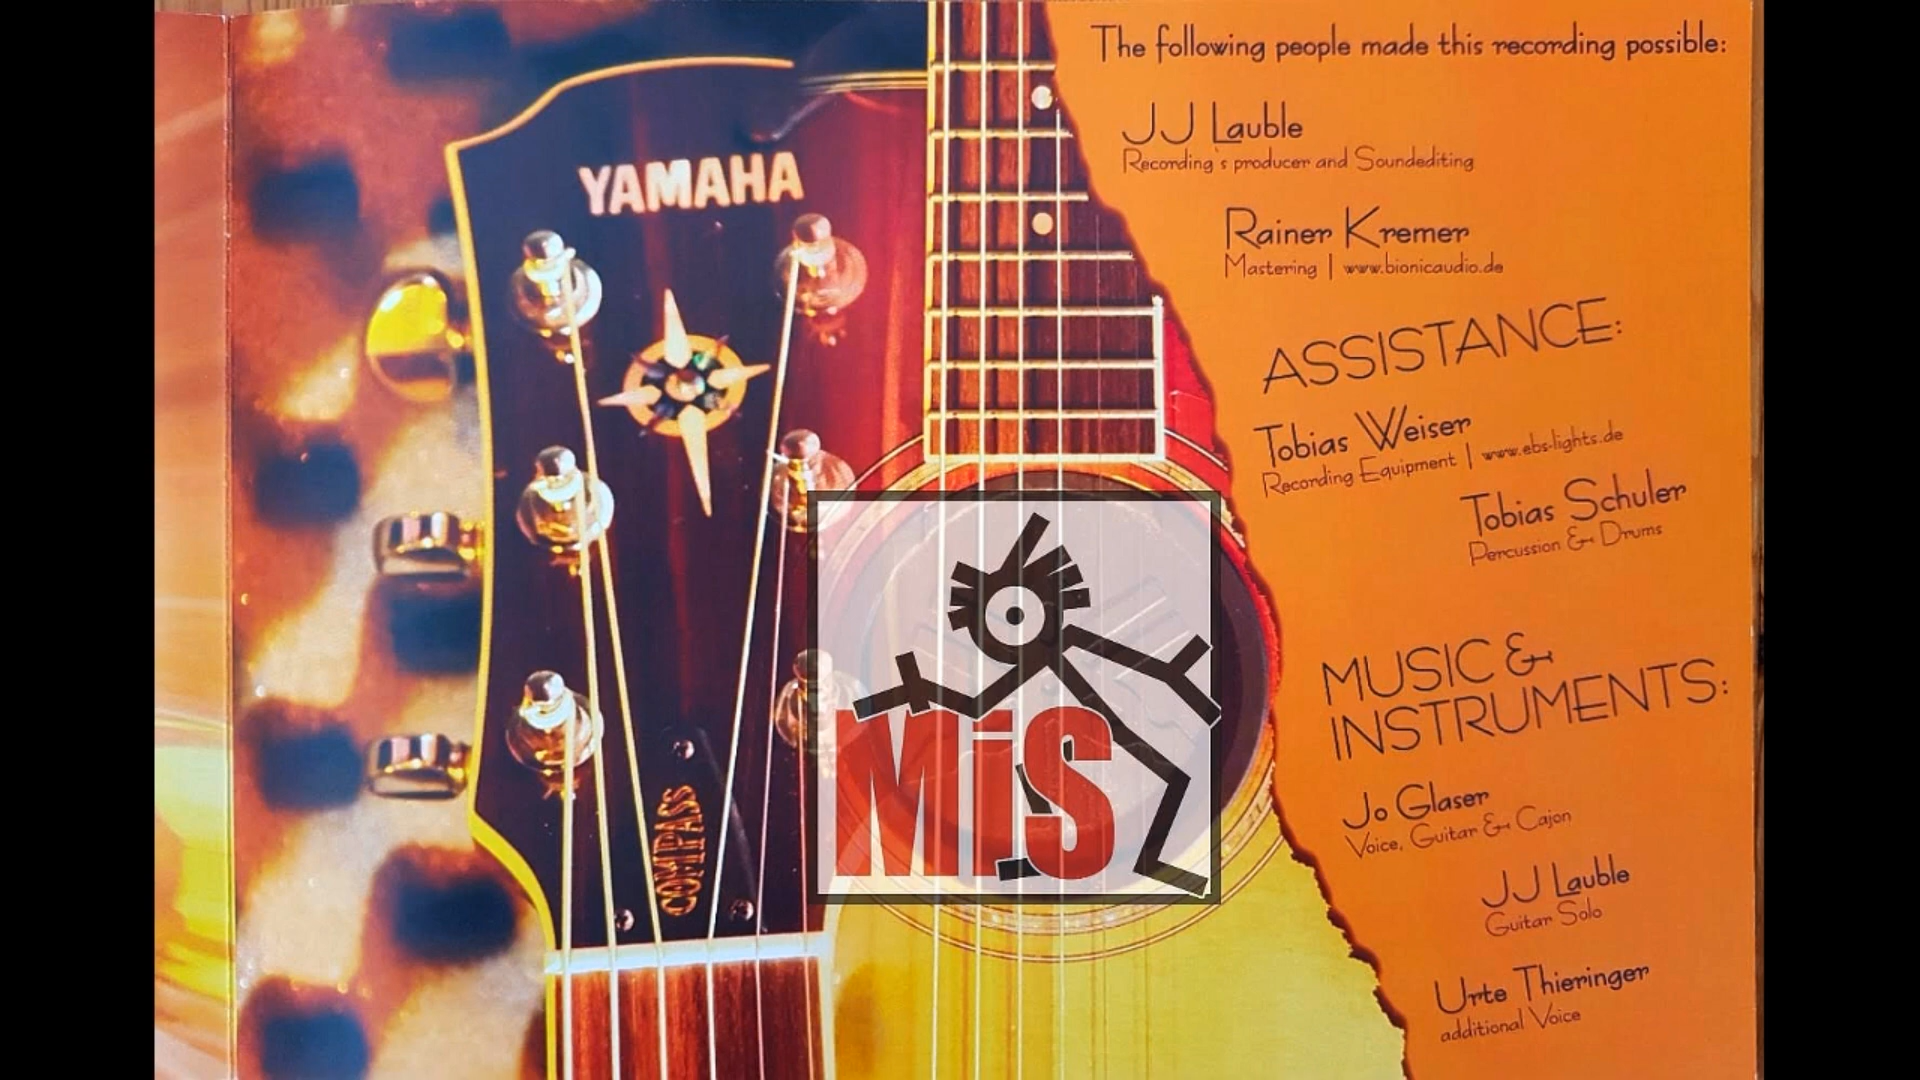 YAMAHA
COMPASS
MiS
The following people made this recording possible:
JJ Lauble
Recording´s producer and Soundediting
Rainer Kremer
Mastering | www.bionicaudio.de
ASSISTANCE:
Tobias Weiser
Recording Equipment | www.ebs-lights.de
Tobias Schuler
Percussion & Drums
MUSIC &
INSTRUMENTS:
Jo Glaser
Voice, Guitar & Cajon
JJ Lauble
Guitar Solo
Urte Thieringer
additional Voice